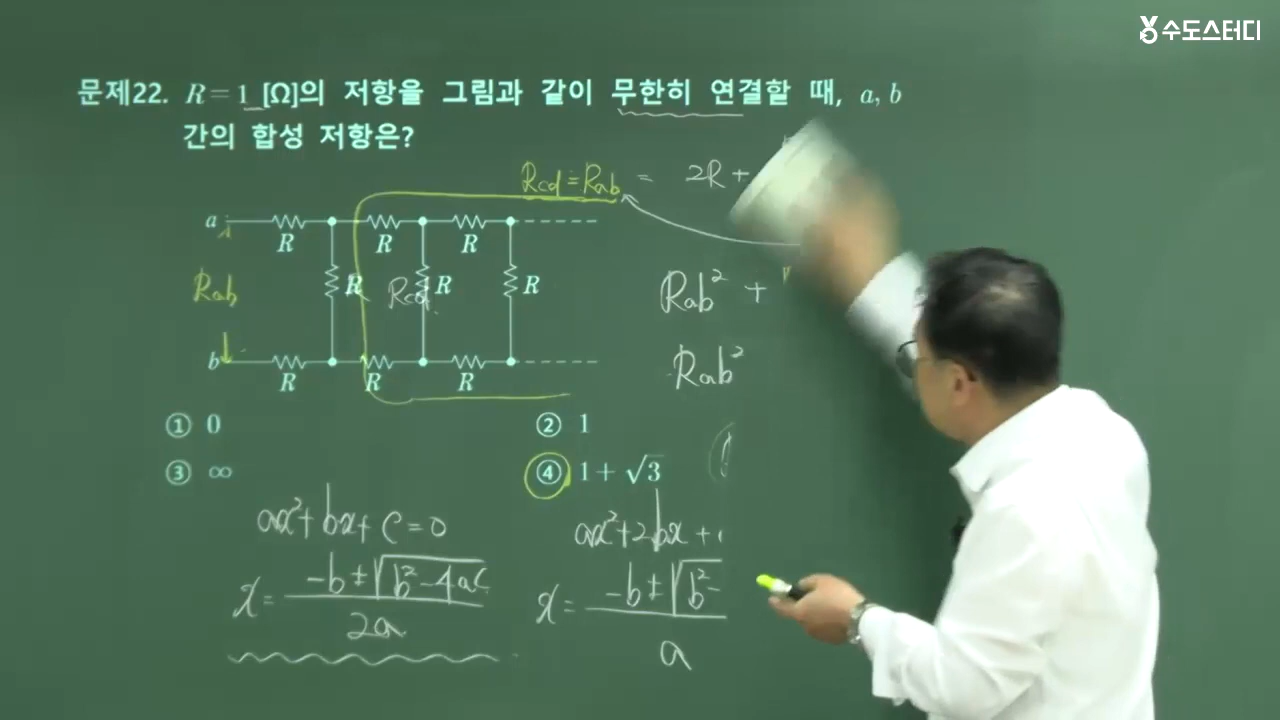 수도스터디
문제22. R=1 [Ω]의 저항을 그림과 같이 무한히 연결할 때, a, b
간의 합성 저항은?
Rcd ≒ Rab = 2R +
a R R R
Rab R Rcd R R
Rab² +
b R R R
Rab²
① 0 ② 1
③ ∞ ④ 1 + √3
ax²+bx+c=0 ax²+2bx+
x= -b±√b²-4ac / 2a x= -b±√b²- / a